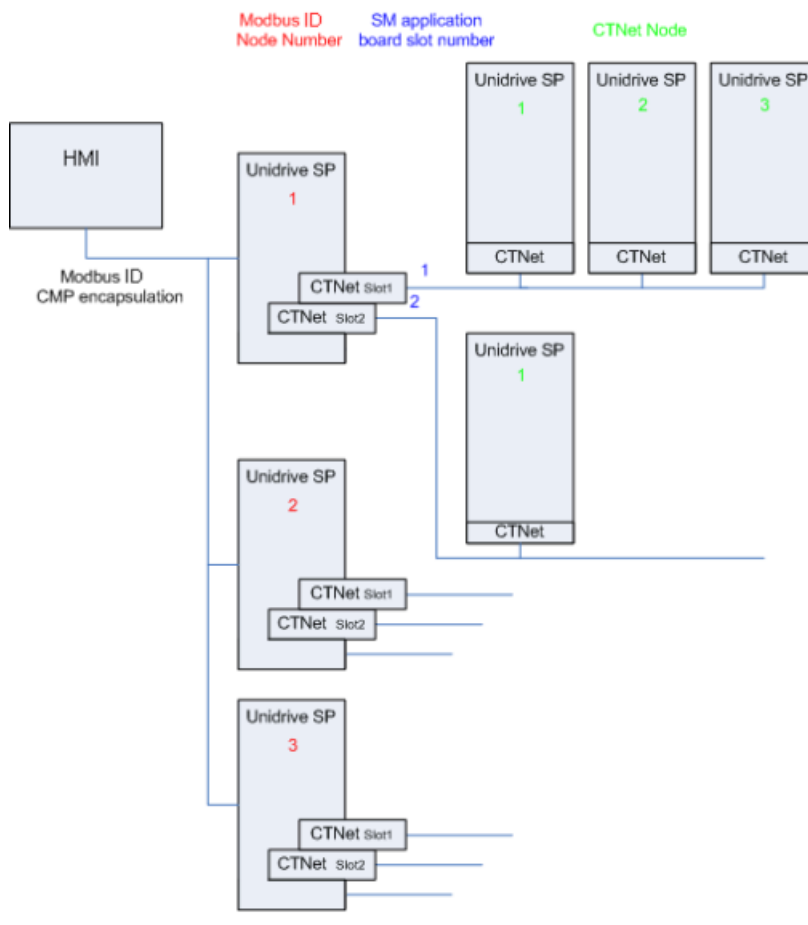 Modbus ID
Node Number
SM application
board slot number
CTNet Node
HMI
Modbus ID
CMP encapsulation
Unidrive SP
1
CTNet Slot1
CTNet Slot2
1
2
Unidrive SP
1
CTNet
Unidrive SP
2
CTNet
Unidrive SP
3
CTNet
Unidrive SP
1
CTNet
Unidrive SP
2
CTNet Slot1
CTNet Slot2
Unidrive SP
3
CTNet Slot1
CTNet Slot2